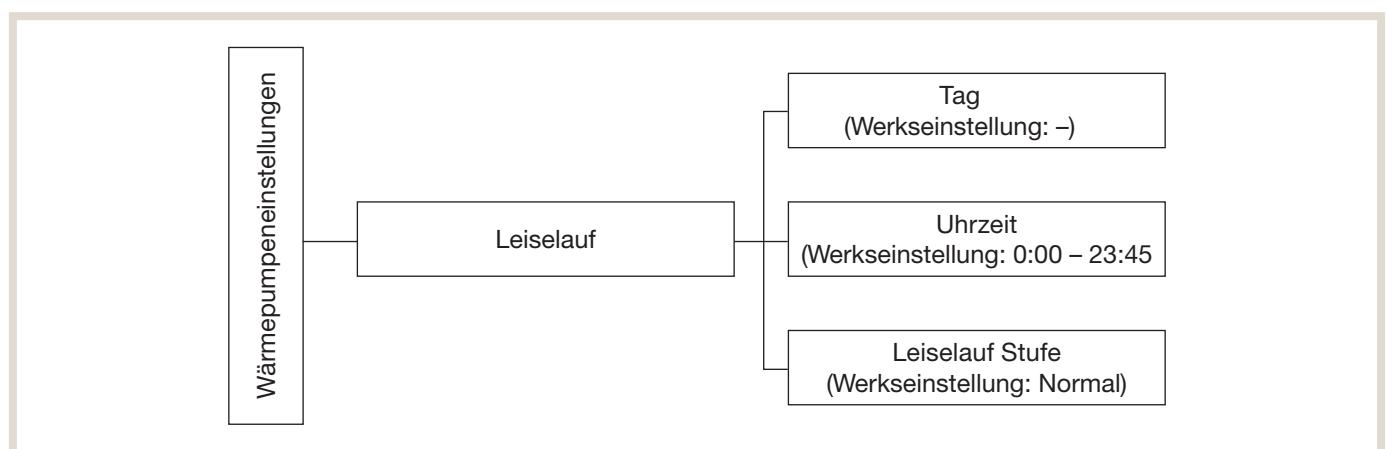 Wärmepumpeneinstellungen
Leiselauf
Tag
(Werkseinstellung: –)
Uhrzeit
(Werkseinstellung: 0:00 – 23:45
Leiselauf Stufe
(Werkseinstellung: Normal)